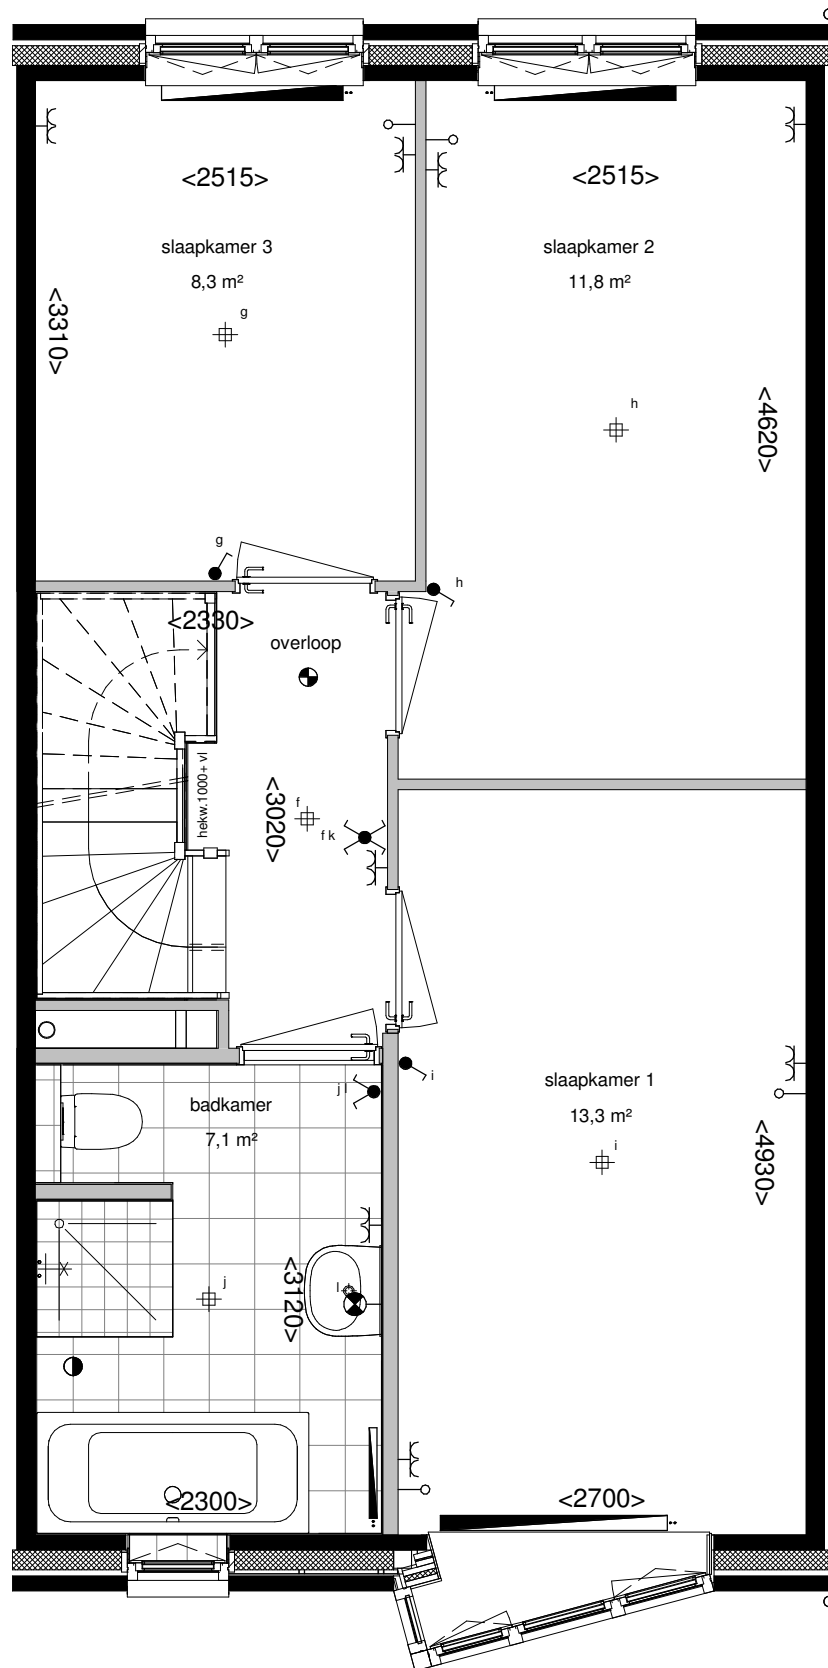 <2515>
<2515>
slaapkamer 3
8,3 m²
slaapkamer 2
11,8 m²
<3310>
g
h
<4620>
g
h
<2330>
overloop
hekw.1000+ vl
<3020>
f
f k
j l
i
badkamer
7,1 m²
slaapkamer 1
13,3 m²
i
<4930>
j
<3120>
l
<2300>
<2700>